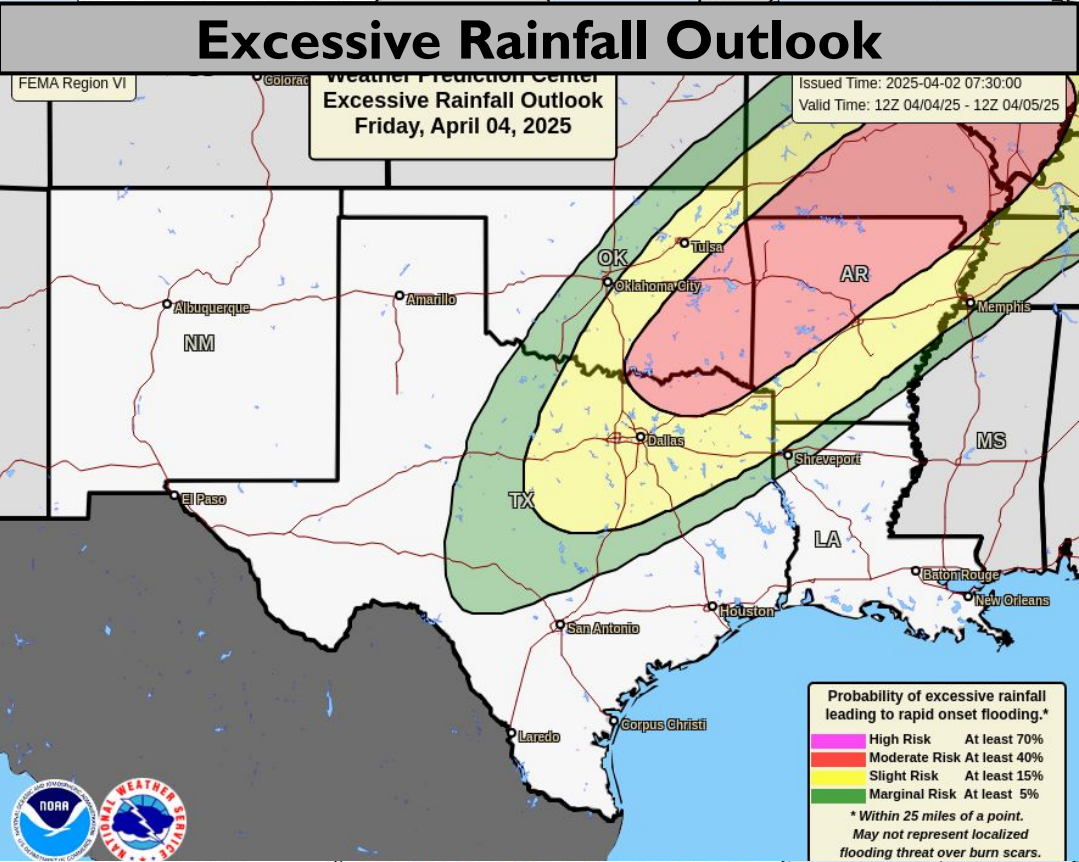 Excessive Rainfall Outlook
FEMA Region VI
Weather Prediction Center
Excessive Rainfall Outlook
Friday, April 04, 2025
Issued Time: 2025-04-02 07:30:00
Valid Time: 12Z 04/04/25 - 12Z 04/05/25
Colorad
Tulsa
OK
Oklahoma City
AR
Albuquerque
Amarillo
Memphis
NM
Dallas
MS
Shreveport
El Paso
TX
LA
Baton Rouge
New Orleans
Houston
San Antonio
Corpus Christi
Laredo
Probability of excessive rainfall
leading to rapid onset flooding.*
High Risk At least 70%
Moderate Risk At least 40%
Slight Risk At least 15%
Marginal Risk At least 5%
* Within 25 miles of a point.
May not represent localized
flooding threat over burn scars.
NOAA
NATIONAL WEATHER SERVICE